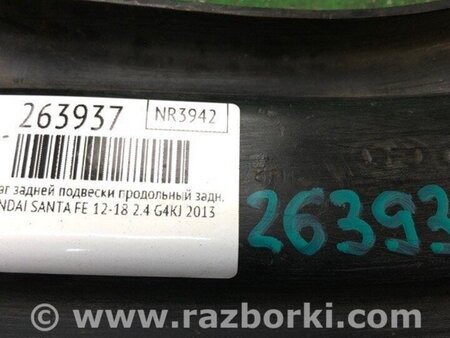 263937 NR3942
аг задней подвески продольный задн.
NDAI SANTA FE 12-18 2.4 G4KJ 2013
26393
www.razborki.com